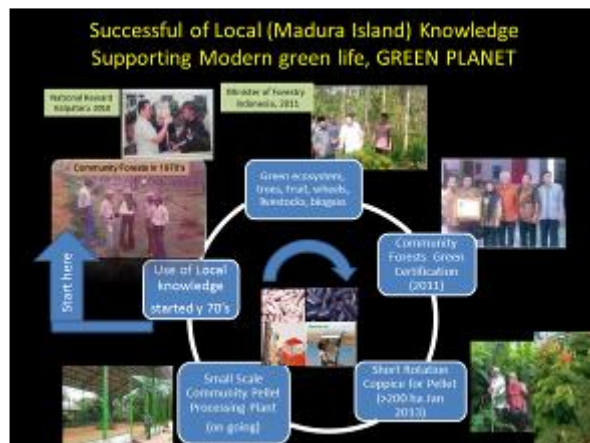 Successful of Local (Madura Island) Knowledge
Supporting Modern green life, GREEN PLANET
National Reward
Kalpataru 2010
Minister of Forestry
Indonesia, 2011
Community Forests in 1970's
Green ecosystem,
trees, fruit, wheels,
livestocks, biogass
Community
Forests Green
Certification
(2011)
Short Rotation
Coppice for Pellet
(>200 ha Jan
2013)
Small Scale
Community Pellet
Processing Plant
(on going)
Use of Local
knowledge
started y 70's
Start here